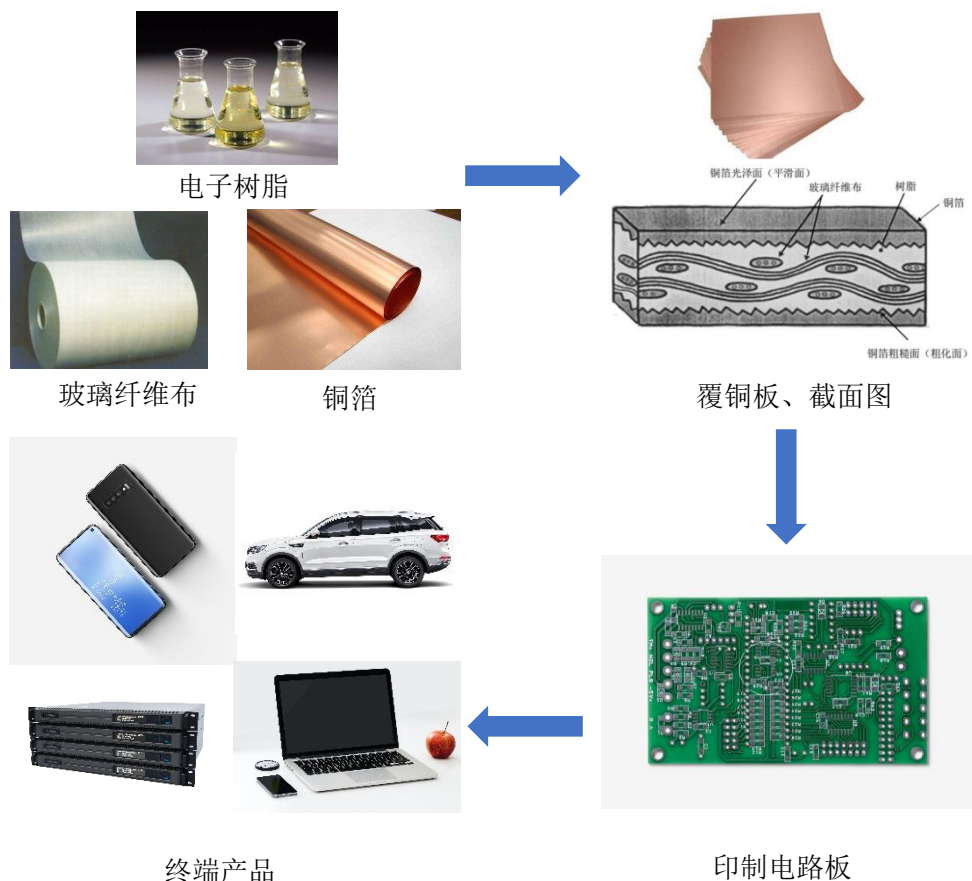 电子树脂
玻璃纤维布
铜箔
铜箔光泽面（平滑面）
玻璃纤维布
树脂
铜箔
铜箔粗糙面（粗化面）
覆铜板、截面图
终端产品
印制电路板